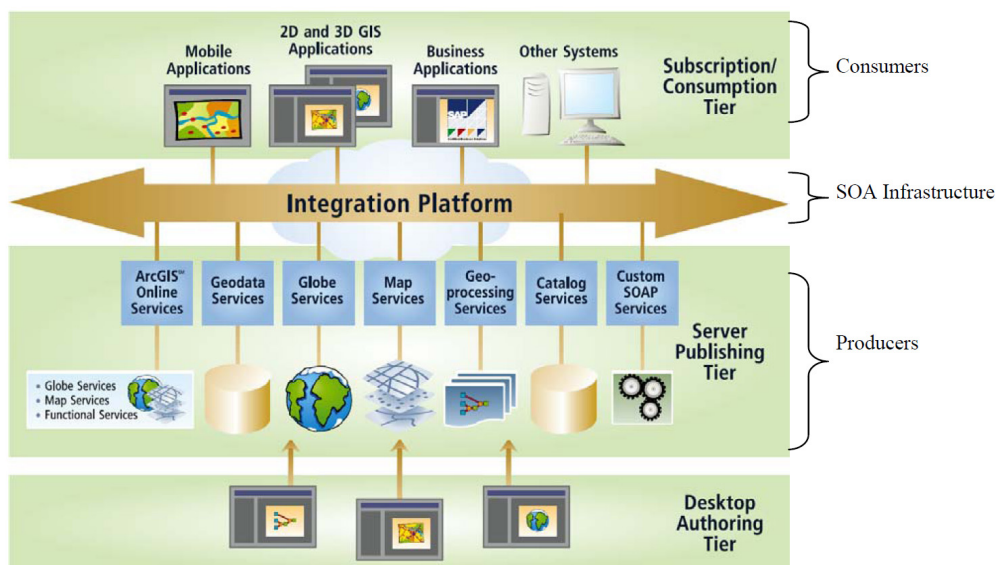 Mobile
Applications
2D and 3D GIS
Applications
Business
Applications
Other Systems
SAP
Subscription/
Consumption
Tier
Consumers
Integration Platform
SOA Infrastructure
ArcGIS™
Online
Services
Geodata
Services
Globe
Services
Map
Services
Geo-
processing
Services
Catalog
Services
Custom
SOAP
Services
• Globe Services
• Map Services
• Functional Services
Server
Publishing
Tier
Producers
Desktop
Authoring
Tier